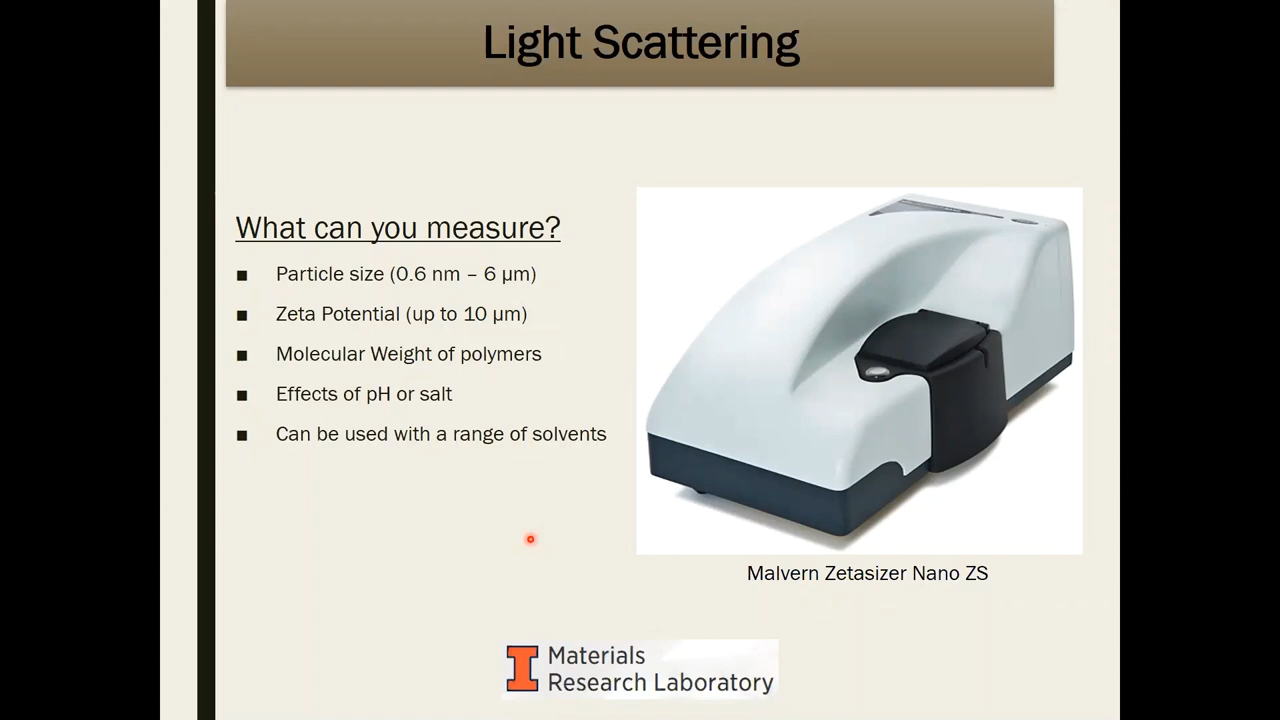 Light Scattering
What can you measure?
■ Particle size (0.6 nm – 6 µm)
■ Zeta Potential (up to 10 µm)
■ Molecular Weight of polymers
■ Effects of pH or salt
■ Can be used with a range of solvents
Malvern Zetasizer Nano ZS
I Materials
Research Laboratory